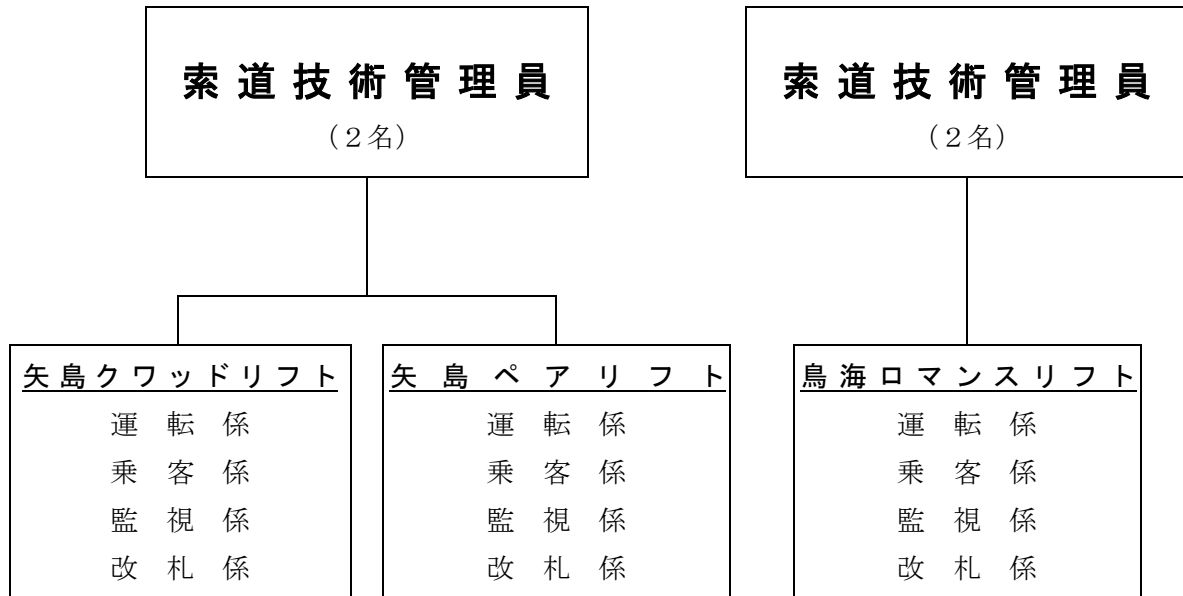 索道技術管理員
（２名）
索道技術管理員
（２名）
矢島クワッドリフト
運転係
乗客係
監視係
改札係
矢島ペアリフト
運転係
乗客係
監視係
改札係
鳥海ロマンスリフト
運転係
乗客係
監視係
改札係